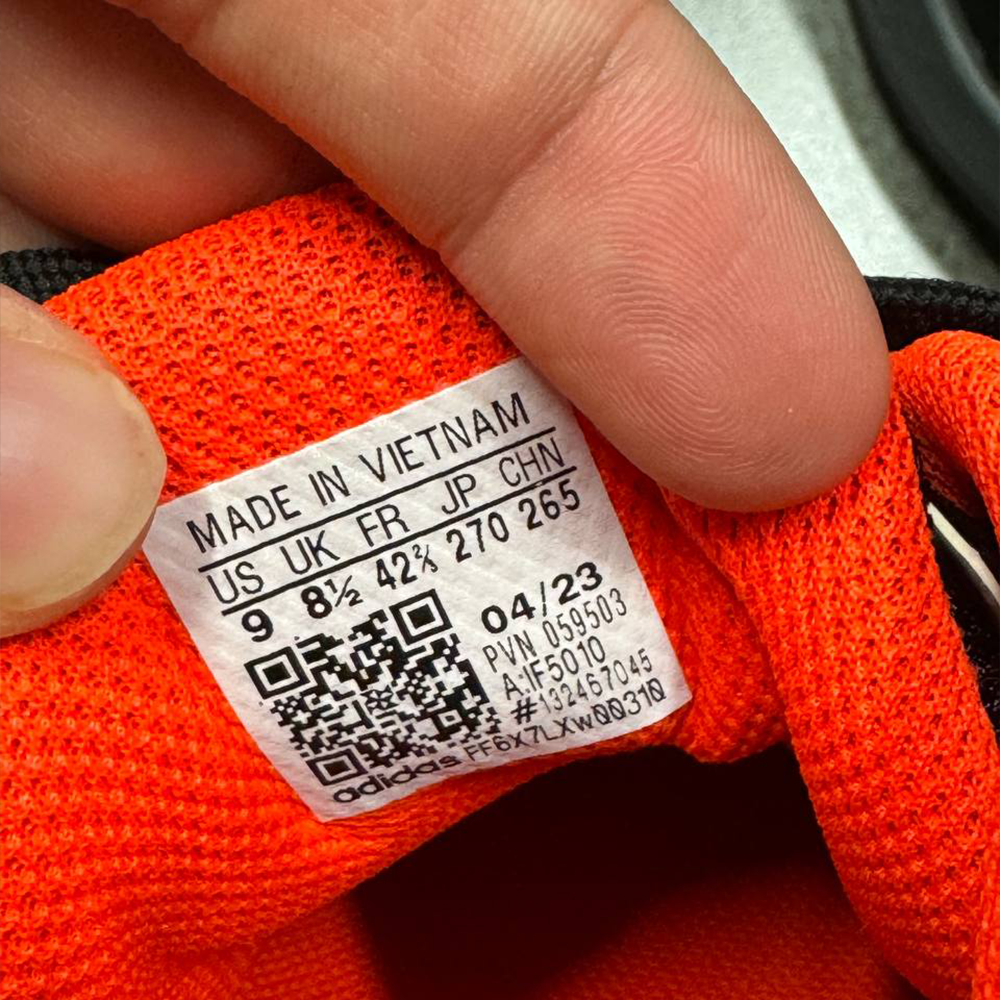 MADE IN VIETNAM
US UK FR JP CHN
9 8½ 42⅔ 270 265
04/23
PVN 059503
A:IF5010
#132467045
adidas FF6X7LXWQQ31Q